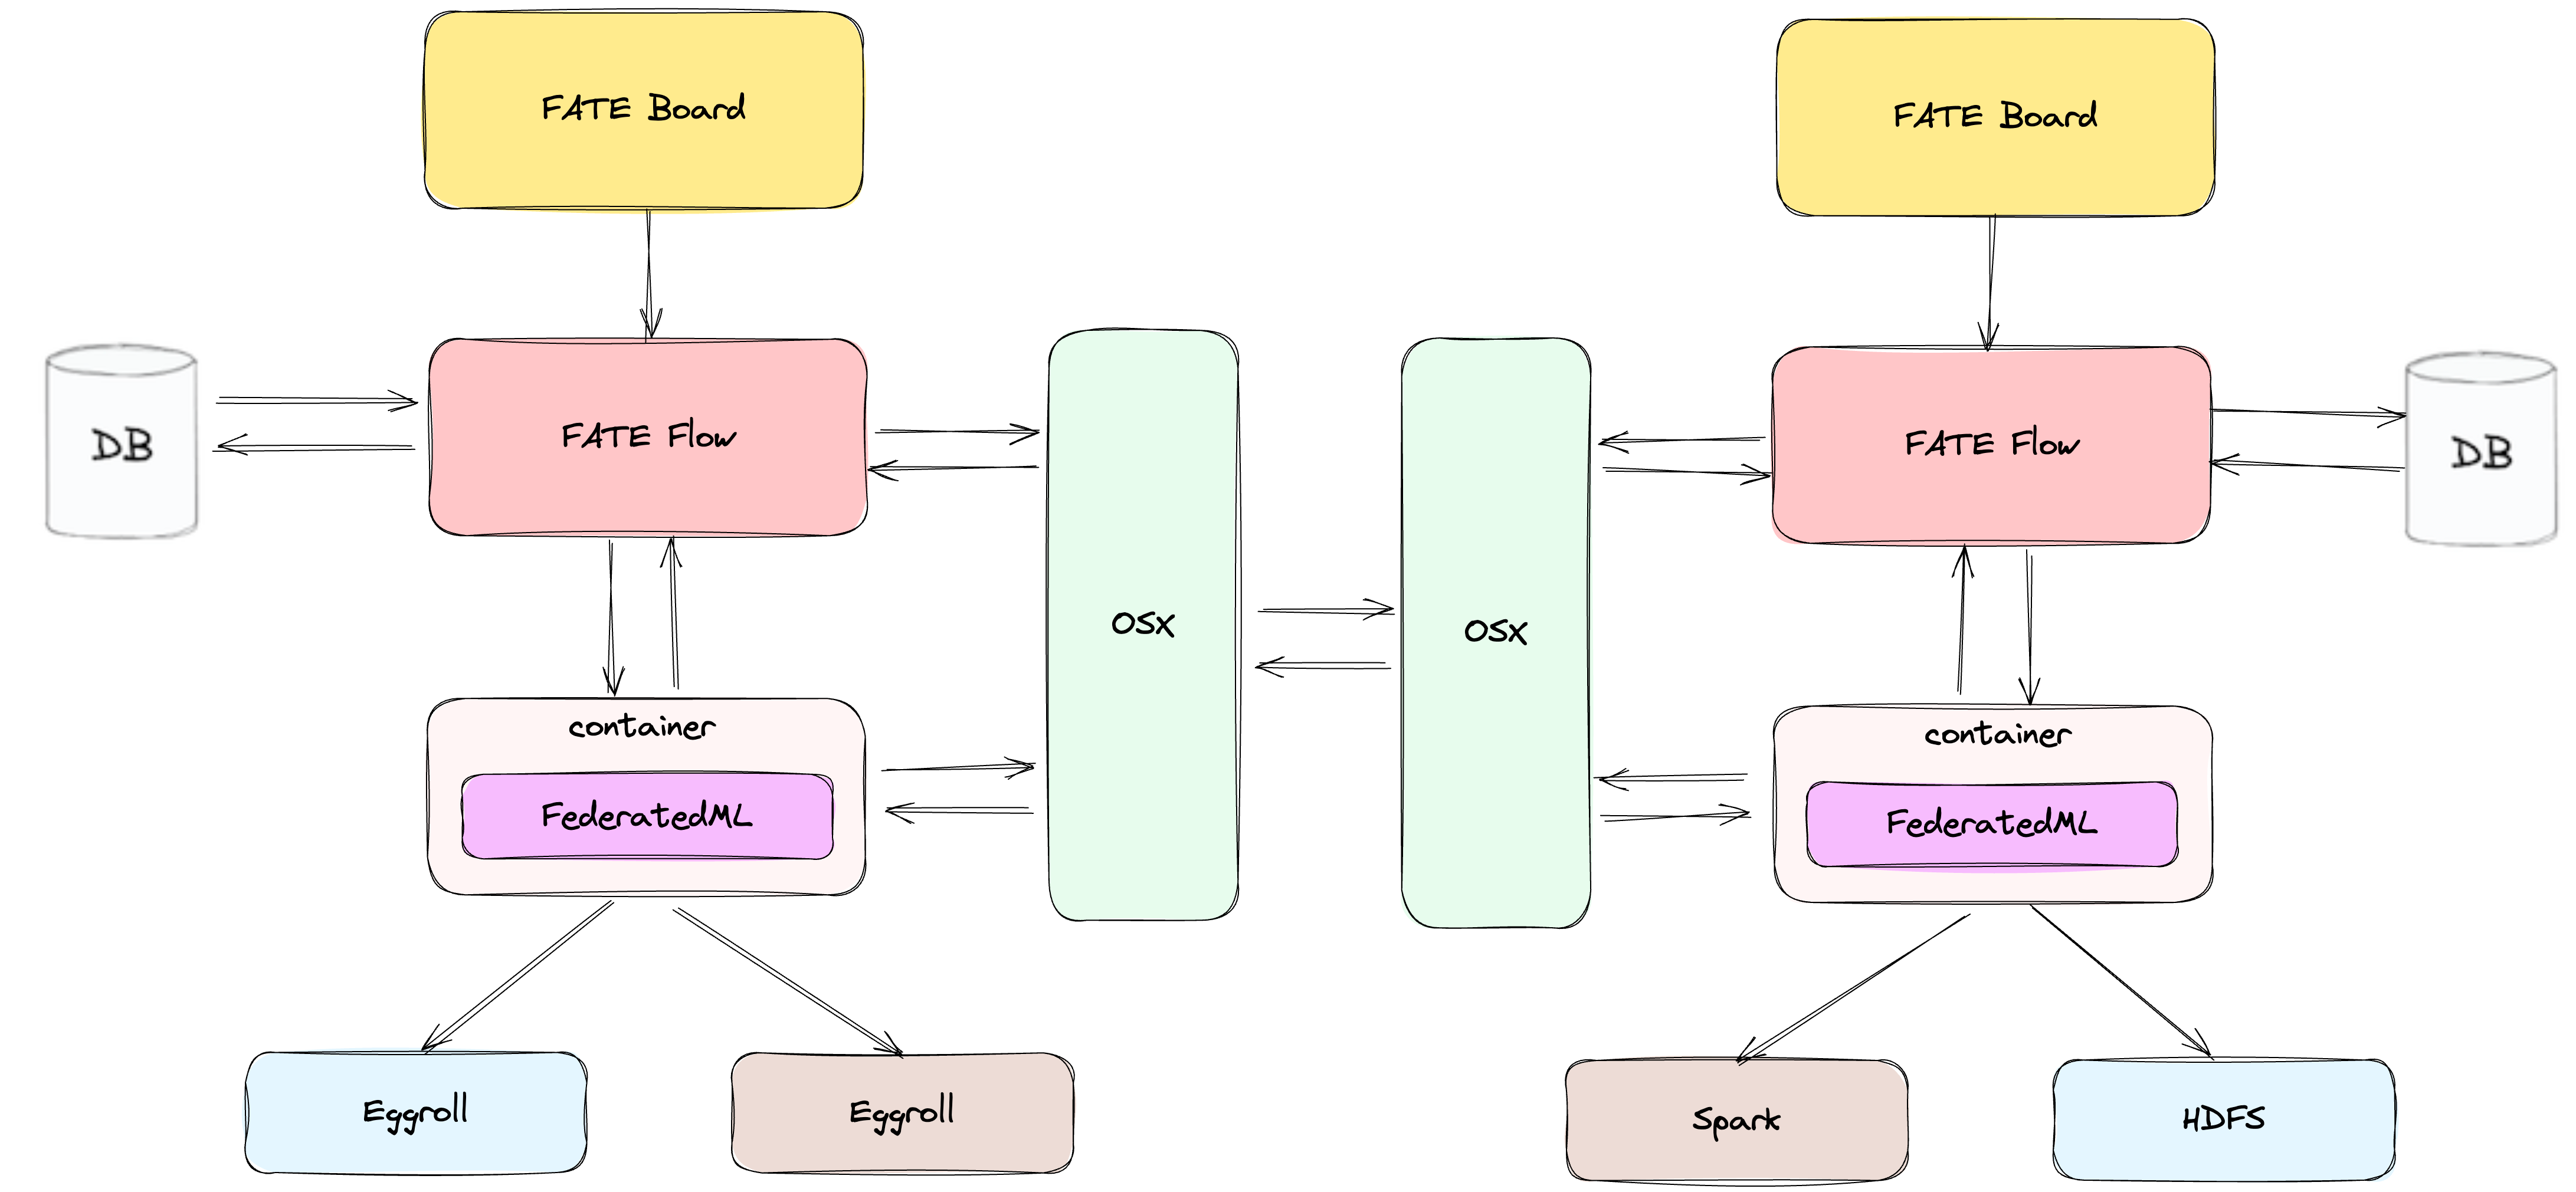 FATE Board
FATE Board
DB
FATE Flow
FATE Flow
DB
OSX
OSX
container
FederatedML
container
FederatedML
Eggroll
Eggroll
Spark
HDFS